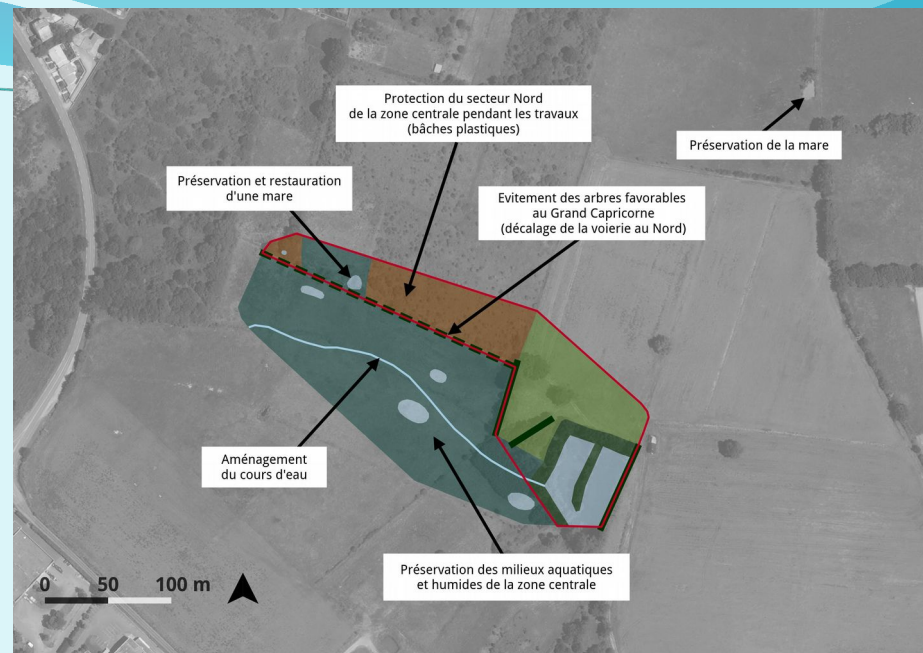 Protection du secteur Nord
de la zone centrale pendant les travaux
(bâches plastiques)
Préservation de la mare
Préservation et restauration
d'une mare
Evitement des arbres favorables
au Grand Capricorne
(décalage de la voierie au Nord)
Aménagement
du cours d'eau
Préservation des milieux aquatiques
et humides de la zone centrale
0 50 100 m